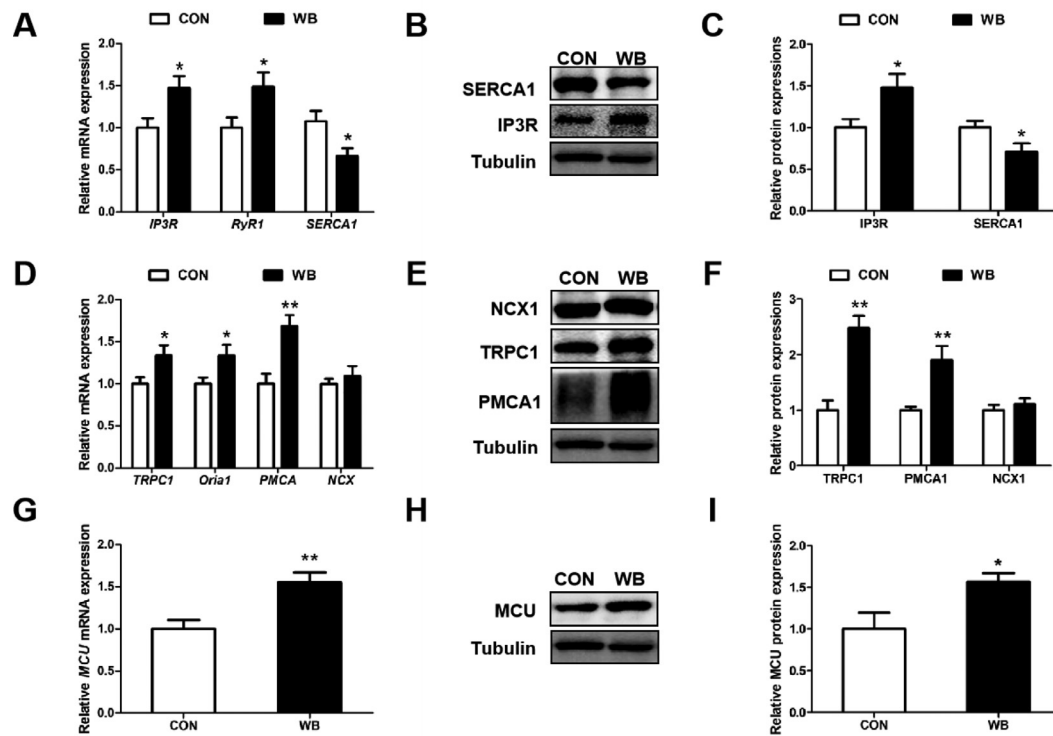 A
CON WB
Relative mRNA expression
2.0
1.5
1.0
0.5
0.0
* * *
IP3R RyR1 SERCA1
B
CON WB
SERCA1
IP3R
Tubulin
C
CON WB
Relative protein expressions
2.0
1.5
1.0
0.5
0.0
* *
IP3R SERCA1
D
CON WB
Relative mRNA expression
2.0
1.5
1.0
0.5
0.0
* * **
TRPC1 Oria1 PMCA NCX
E
CON WB
NCX1
TRPC1
PMCA1
Tubulin
F
CON WB
Relative protein expressions
3
2
1
0
** **
TRPC1 PMCA1 NCX1
G
Relative MCU mRNA expression
2.0
1.5
1.0
0.5
0.0
**
CON WB
H
CON WB
MCU
Tubulin
I
Relative MCU protein expression
2.0
1.5
1.0
0.5
0.0
*
CON WB